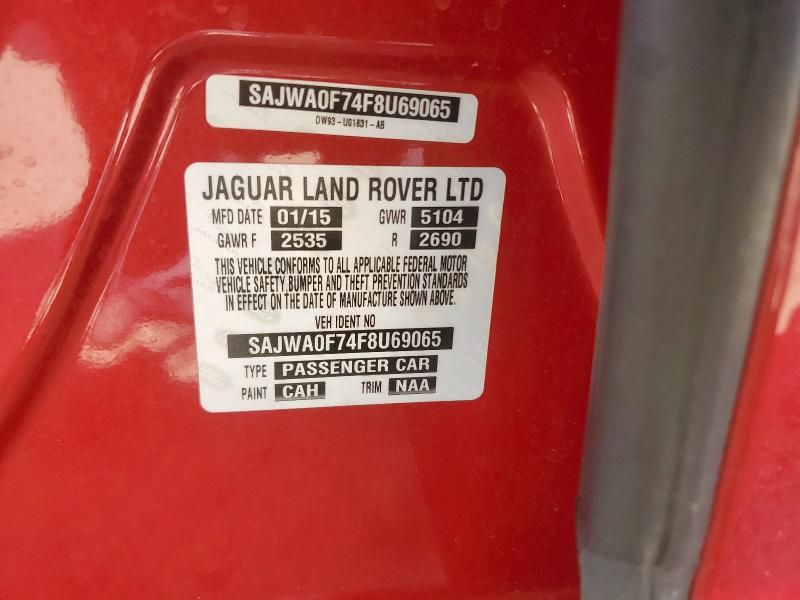 SAJWA0F74F8U69065
DW93-U01631-AB
JAGUAR LAND ROVER LTD
MFD DATE 01/15 GVWR 5104
GAWR F 2535 R 2690
THIS VEHICLE CONFORMS TO ALL APPLICABLE FEDERAL MOTOR
VEHICLE SAFETY,BUMPER AND THEFT PREVENTION STANDARDS
IN EFFECT ON THE DATE OF MANUFACTURE SHOWN ABOVE.
VEH IDENT NO
SAJWA0F74F8U69065
TYPE PASSENGER CAR
PAINT CAH TRIM NAA